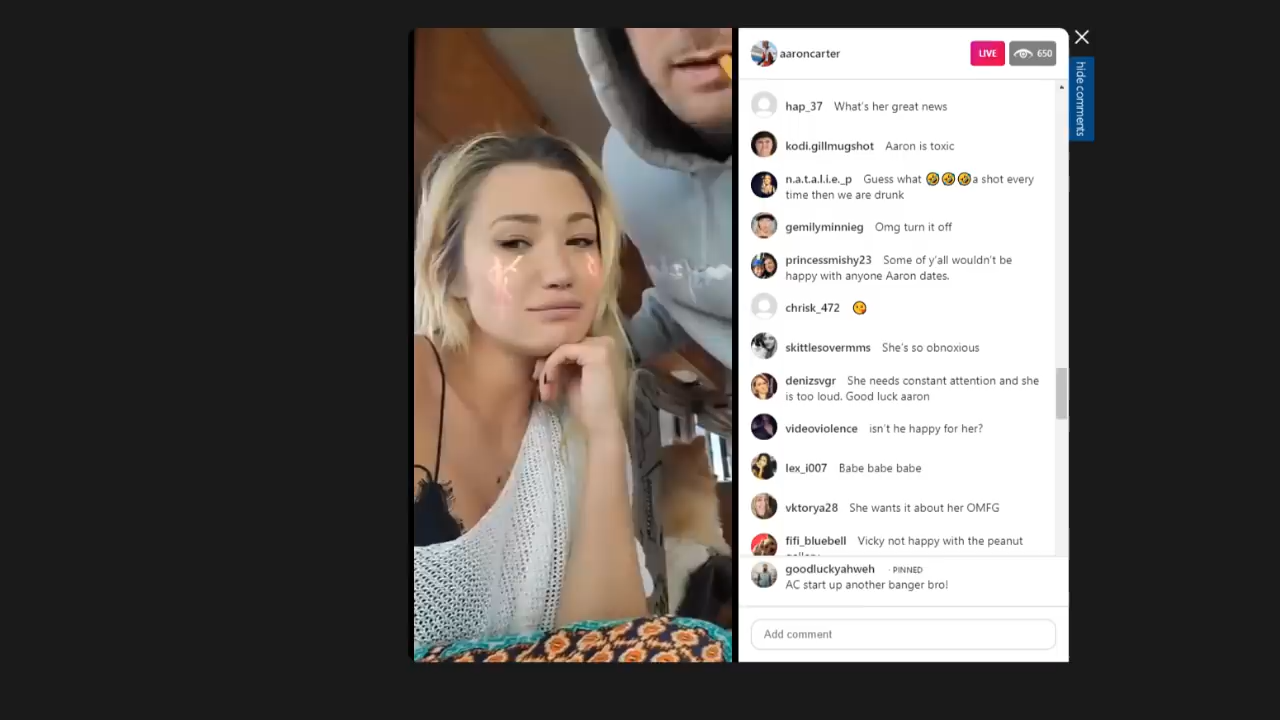 aaroncarter
LIVE
650
hide comments
hap_37 What's her great news
kodi.gillmugshot Aaron is toxic
n.a.t.a.l.i.e._p Guess what 🤣🤣🤣a shot every
time then we are drunk
gemilyminnieg Omg turn it off
princessmishy23 Some of y'all wouldn't be
happy with anyone Aaron dates.
chrisk_472 😋
skittlesovermms She's so obnoxious
denizsvgr She needs constant attention and she
is too loud. Good luck aaron
videoviolence isn't he happy for her?
lex_i007 Babe babe babe
vktorya28 She wants it about her OMFG
fifi_bluebell Vicky not happy with the peanut
goodluckyahweh · PINNED
AC start up another banger bro!
Add comment